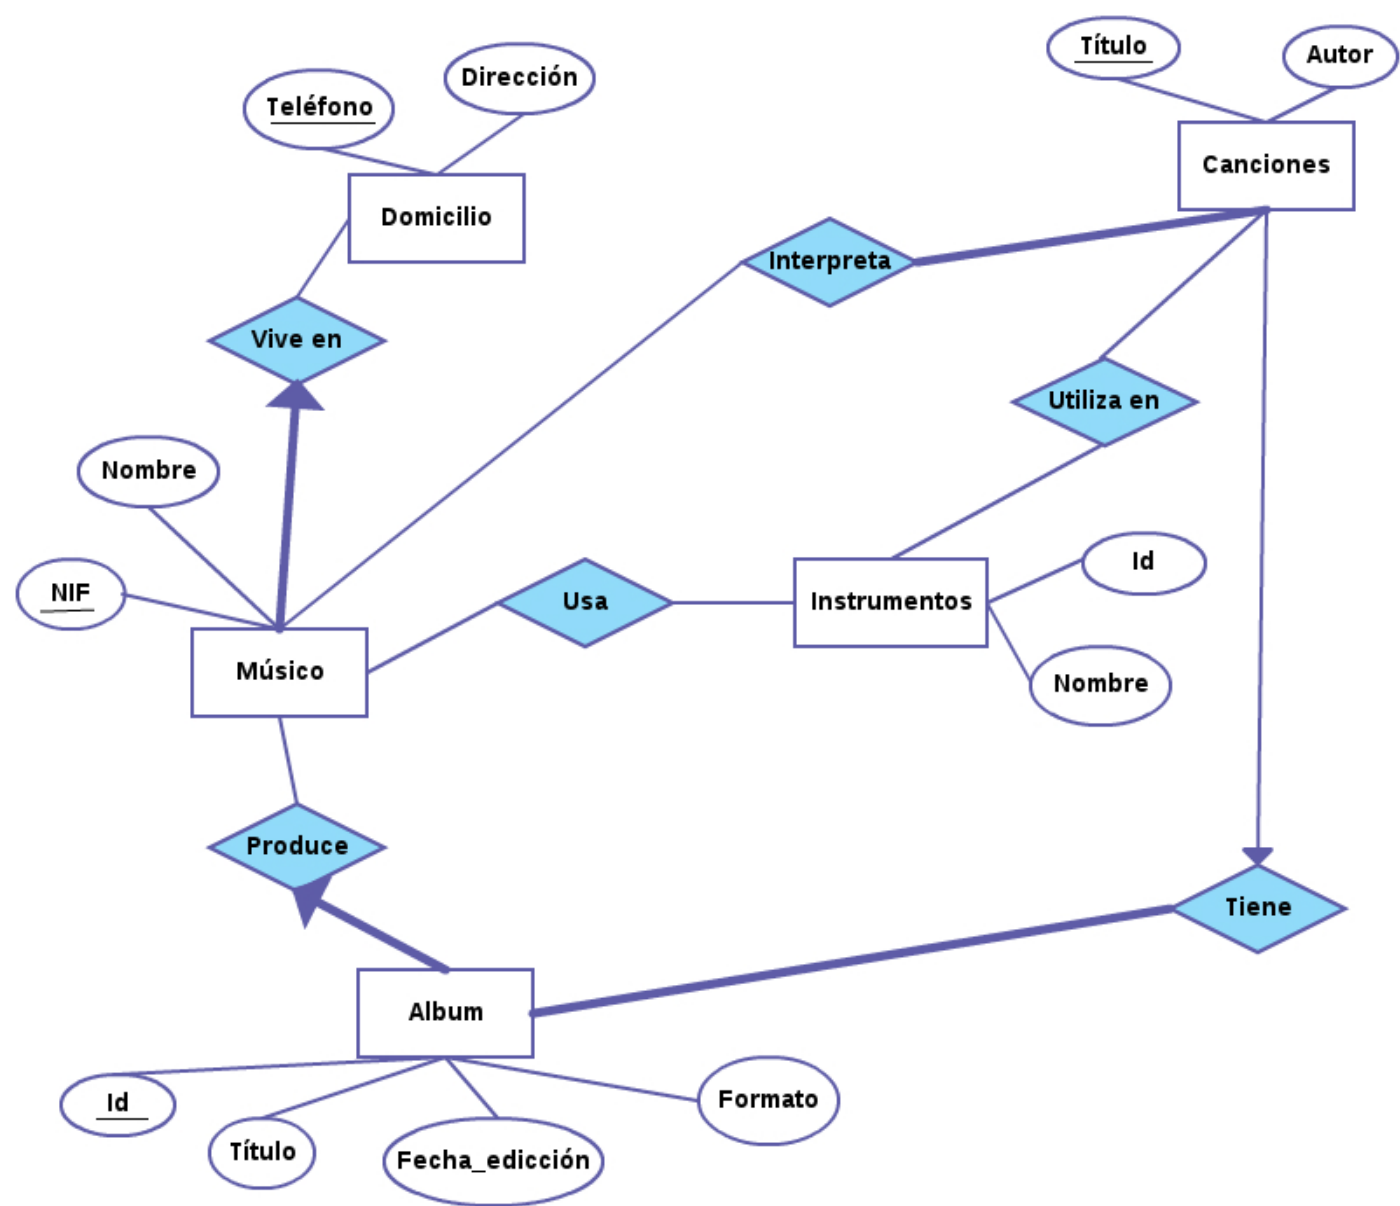 Título
Autor
Dirección
Teléfono
Canciones
Domicilio
Interpreta
Vive en
Utiliza en
Nombre
Id
NIF
Usa
Instrumentos
Músico
Nombre
Produce
Tiene
Album
Formato
Id
Título
Fecha_edicción